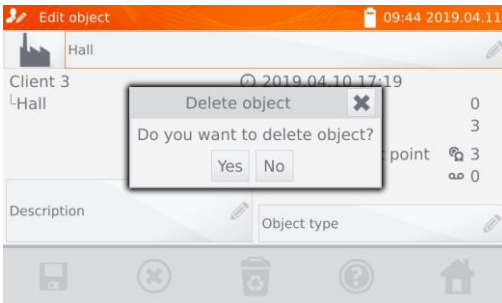 Edit object
09:44 2019.04.11
Hall
Client 3
2019.04.10 17:19
Hall
0
Delete object
3
Do you want to delete object?
point
3
Yes No
0
Description
Object type